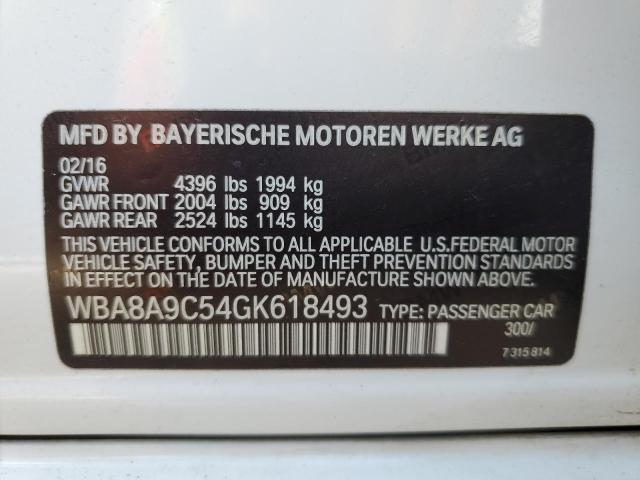 MFD BY BAYERISCHE MOTOREN WERKE AG
02/16
GVWR 4396 lbs 1994 kg
GAWR FRONT 2004 lbs 909 kg
GAWR REAR 2524 lbs 1145 kg
THIS VEHICLE CONFORMS TO ALL APPLICABLE U.S.FEDERAL MOTOR
VEHICLE SAFETY, BUMPER AND THEFT PREVENTION STANDARDS
IN EFFECT ON THE DATE OF MANUFACTURE SHOWN ABOVE.
WBA8A9C54GK618493 TYPE: PASSENGER CAR
300/
7315814